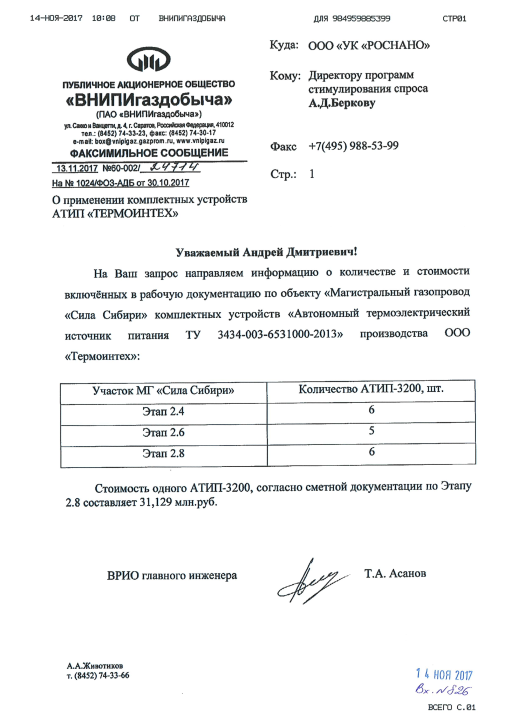 14-НОЯ-2017 10:08 ОТ ВНИПИГАЗДОБЫЧА ДЛЯ 984959885399 СТР01
ПУБЛИЧНОЕ АКЦИОНЕРНОЕ ОБЩЕСТВО
«ВНИПИгаздобыча»
(ПАО «ВНИПИгаздобыча»)
ул. Сакко и Ванцетти, д. 4, г. Саратов, Российская Федерация, 410012
тел.: (8452) 74-33-23, факс: (8452) 74-30-17
e-mail: box@vnipigaz.gazprom.ru, www.vnipigaz.ru
ФАКСИМИЛЬНОЕ СООБЩЕНИЕ
13.11.2017 №60-002/ 24774
На № 1024/ФОЗ-АДБ от 30.10.2017
О применении комплектных устройств
АТИП «ТЕРМОИНТЕХ»
Куда: ООО «УК «РОСНАНО»
Кому: Директору программ
стимулирования спроса
А.Д.Беркову
Факс +7(495) 988-53-99
Стр.: 1
Уважаемый Андрей Дмитриевич!
На Ваш запрос направляем информацию о количестве и стоимости
включённых в рабочую документацию по объекту «Магистральный газопровод
«Сила Сибири» комплектных устройств «Автономный термоэлектрический
источник питания ТУ 3434-003-6531000-2013» производства ООО
«Термоинтех»:
Участок МГ «Сила Сибири» Количество АТИП-3200, шт.
Этап 2.4 6
Этап 2.6 5
Этап 2.8 6
Стоимость одного АТИП-3200, согласно сметной документации по Этапу
2.8 составляет 31,129 млн.руб.
ВРИО главного инженера Т.А. Асанов
А.А.Животиков
т. (8452) 74-33-66
14 НОЯ 2017
Вх. №826
ВСЕГО С.01